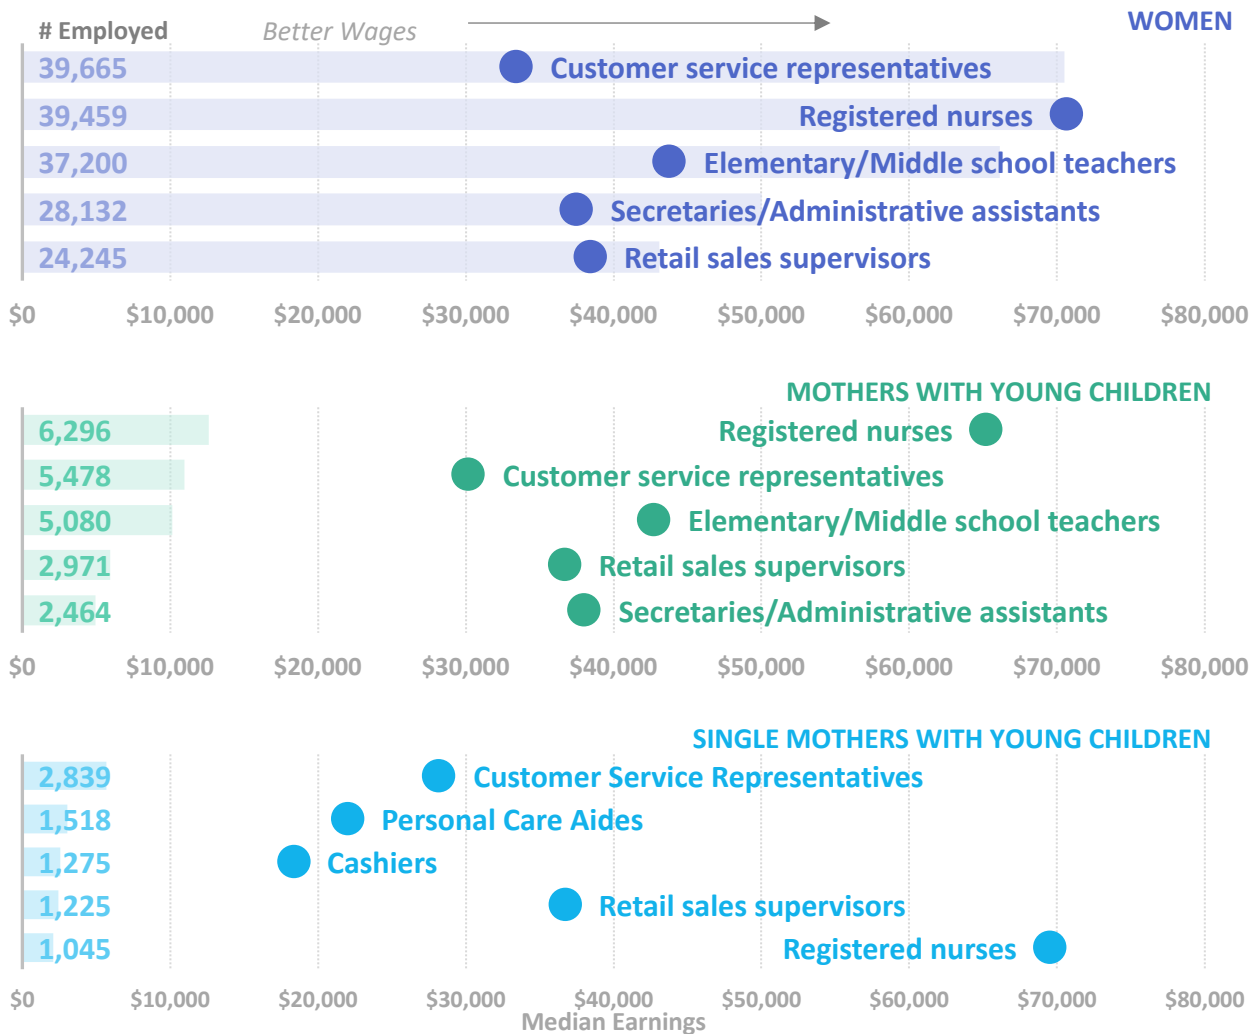 # Employed Better Wages WOMEN
39,665 Customer service representatives
39,459 Registered nurses
37,200 Elementary/Middle school teachers
28,132 Secretaries/Administrative assistants
24,245 Retail sales supervisors
$0 $10,000 $20,000 $30,000 $40,000 $50,000 $60,000 $70,000 $80,000
MOTHERS WITH YOUNG CHILDREN
6,296 Registered nurses
5,478 Customer service representatives
5,080 Elementary/Middle school teachers
2,971 Retail sales supervisors
2,464 Secretaries/Administrative assistants
$0 $10,000 $20,000 $30,000 $40,000 $50,000 $60,000 $70,000 $80,000
SINGLE MOTHERS WITH YOUNG CHILDREN
2,839 Customer Service Representatives
1,518 Personal Care Aides
1,275 Cashiers
1,225 Retail sales supervisors
1,045 Registered nurses
$0 $10,000 $20,000 $30,000 $40,000 $50,000 $60,000 $70,000 $80,000
Median Earnings